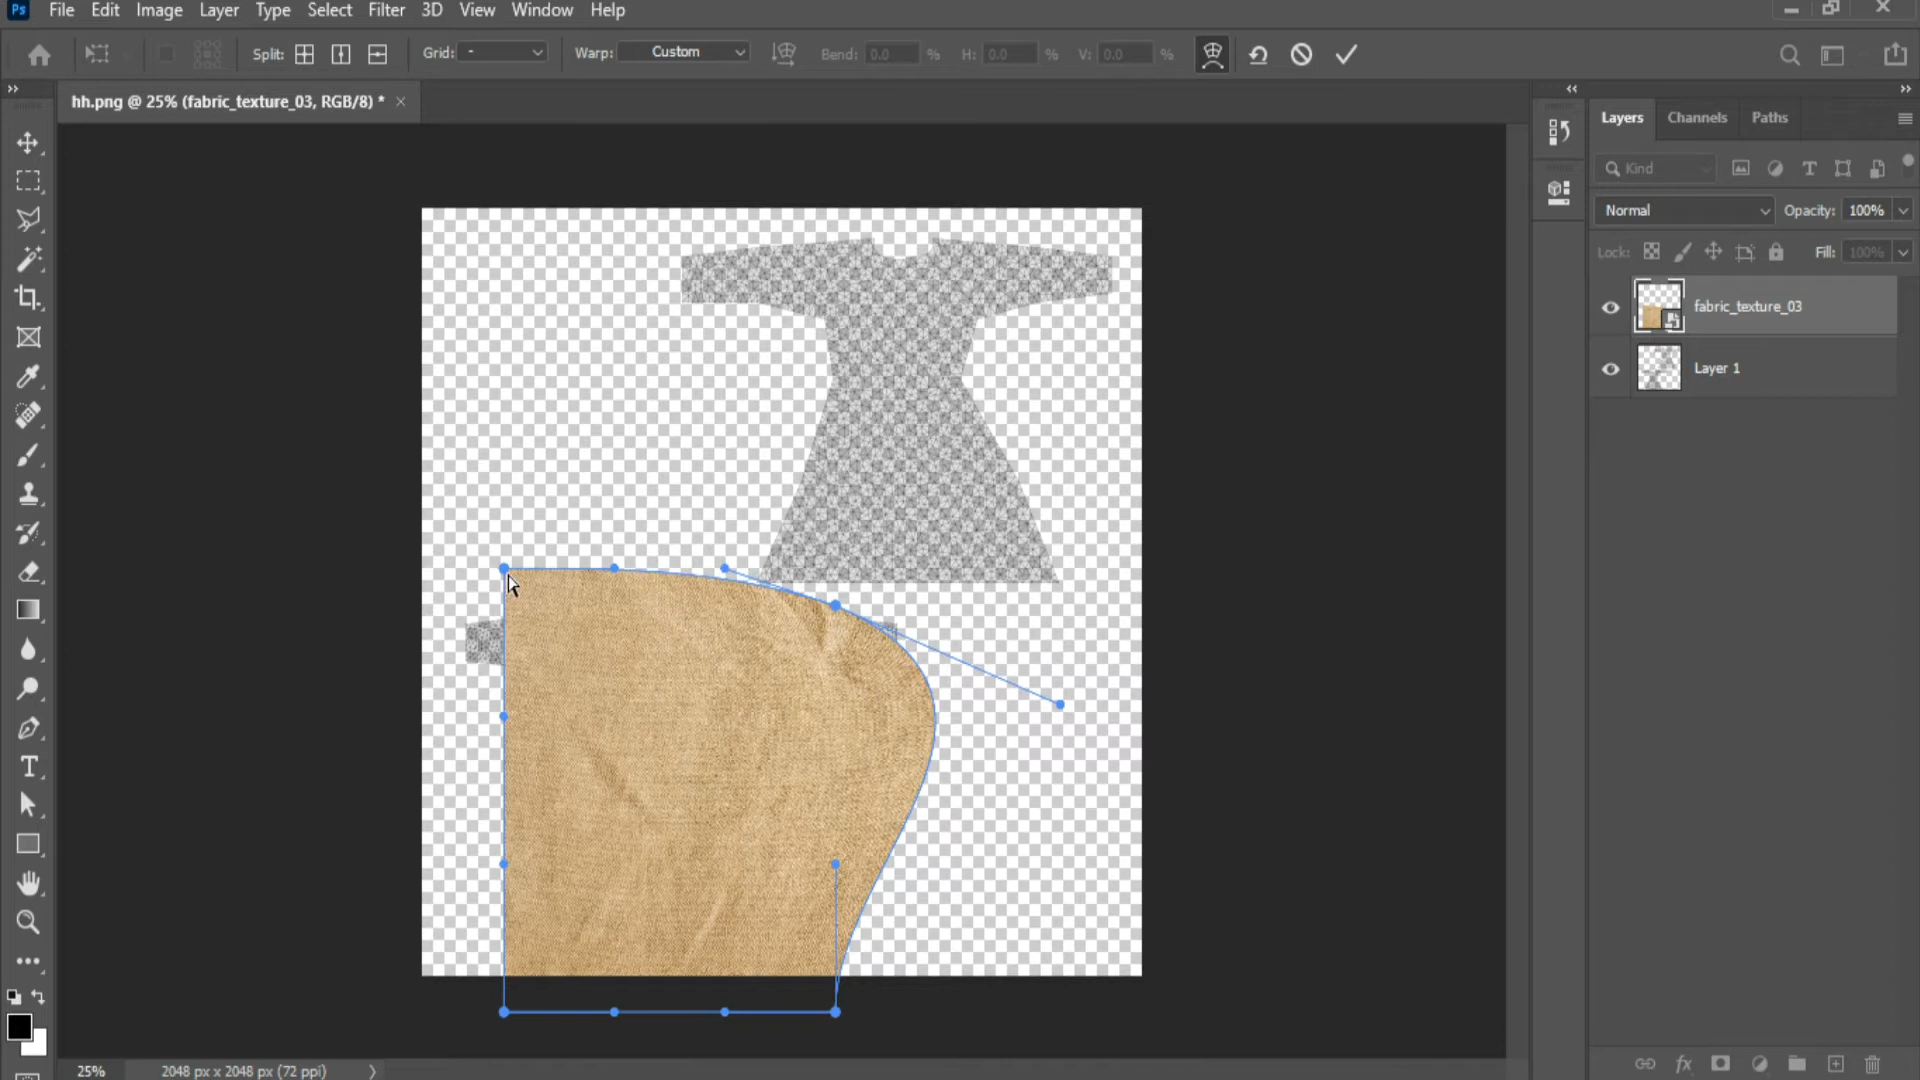 Ps File Edit Image Layer Type Select Filter 3D View Window Help
Split: Grid: - Warp: Custom Bend: 0.0 % H: 0.0 % V: 0.0 %
hh.png @ 25% (fabric_texture_03, RGB/8) * ×
Layers Channels Paths
Kind
Normal Opacity: 100%
Lock: Fill: 100%
fabric_texture_03
Layer 1
25% 2048 px x 2048 px (72 ppi)